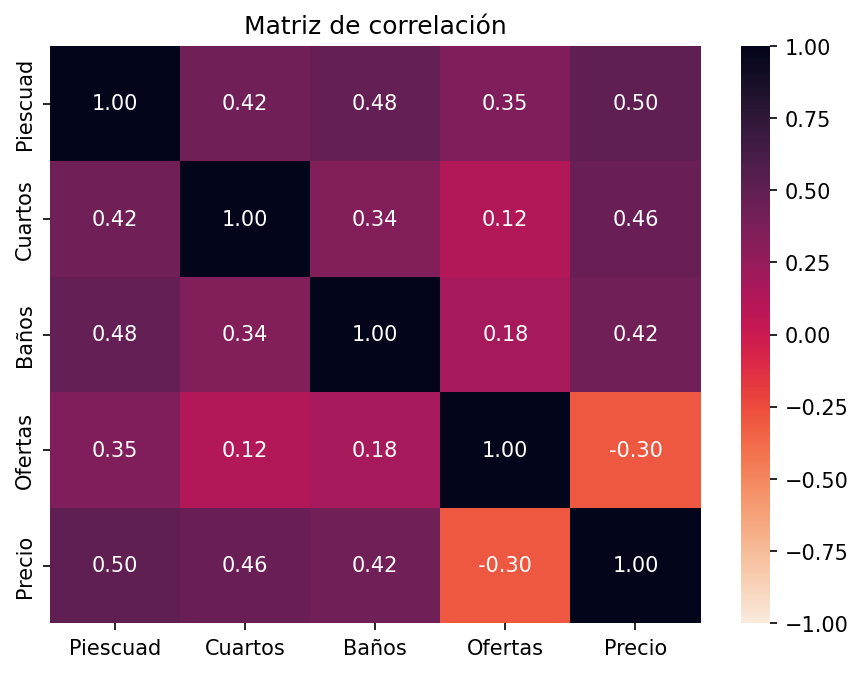 Matriz de correlación
Piescuad 1.00 0.42 0.48 0.35 0.50
Cuartos 0.42 1.00 0.34 0.12 0.46
Baños 0.48 0.34 1.00 0.18 0.42
Ofertas 0.35 0.12 0.18 1.00 -0.30
Precio 0.50 0.46 0.42 -0.30 1.00
Piescuad Cuartos Baños Ofertas Precio
1.00
0.75
0.50
0.25
0.00
−0.25
−0.50
−0.75
−1.00